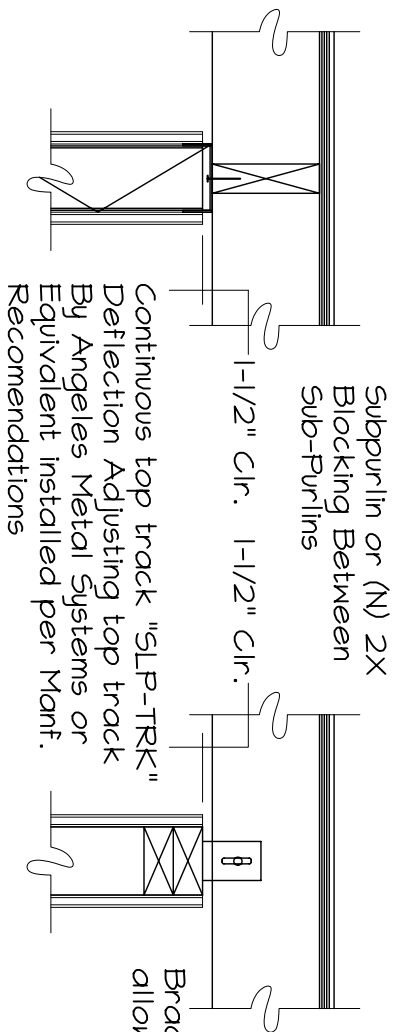 Subpurlin or (N) 2X
Blocking Between
Sub-Purlins
1-1/2" Clr.
1-1/2" Clr.
Continuous top track "SLP-TRK"
Deflection Adjusting top track
By Angeles Metal Systems or
Equivalent installed per Manf.
Recomendations